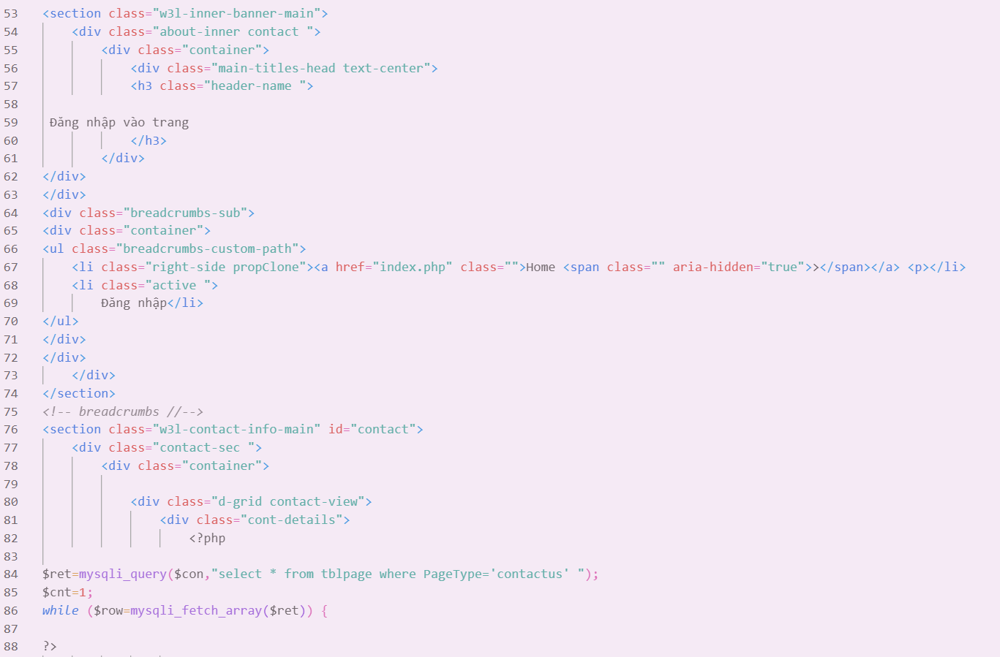 53 <section class="w3l-inner-banner-main">
54 <div class="about-inner contact ">
55 <div class="container">
56 <div class="main-titles-head text-center">
57 <h3 class="header-name ">
58
59 Đăng nhập vào trang
60 </h3>
61 </div>
62 </div>
63 </div>
64 <div class="breadcrumbs-sub">
65 <div class="container">
66 <ul class="breadcrumbs-custom-path">
67 <li class="right-side propClone"><a href="index.php" class="">Home <span class="" aria-hidden="true">></span></a> <p></li>
68 <li class="active ">
69 Đăng nhập</li>
70 </ul>
71 </div>
72 </div>
73 </div>
74 </section>
75 <!-- breadcrumbs //-->
76 <section class="w3l-contact-info-main" id="contact">
77 <div class="contact-sec ">
78 <div class="container">
79
80 <div class="d-grid contact-view">
81 <div class="cont-details">
82 <?php
83
84 $ret=mysqli_query($con,"select * from tblpage where PageType='contactus' ");
85 $cnt=1;
86 while ($row=mysqli_fetch_array($ret)) {
87
88 ?>